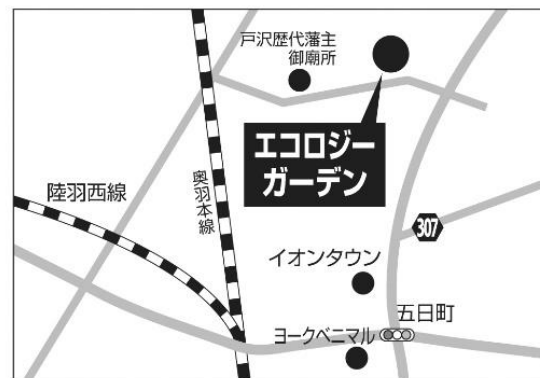 戸沢歴代藩主
御廟所
エコロジー
ガーデン
陸羽西線
奥羽本線
307
イオンタウン
五日町
ヨークベニマル